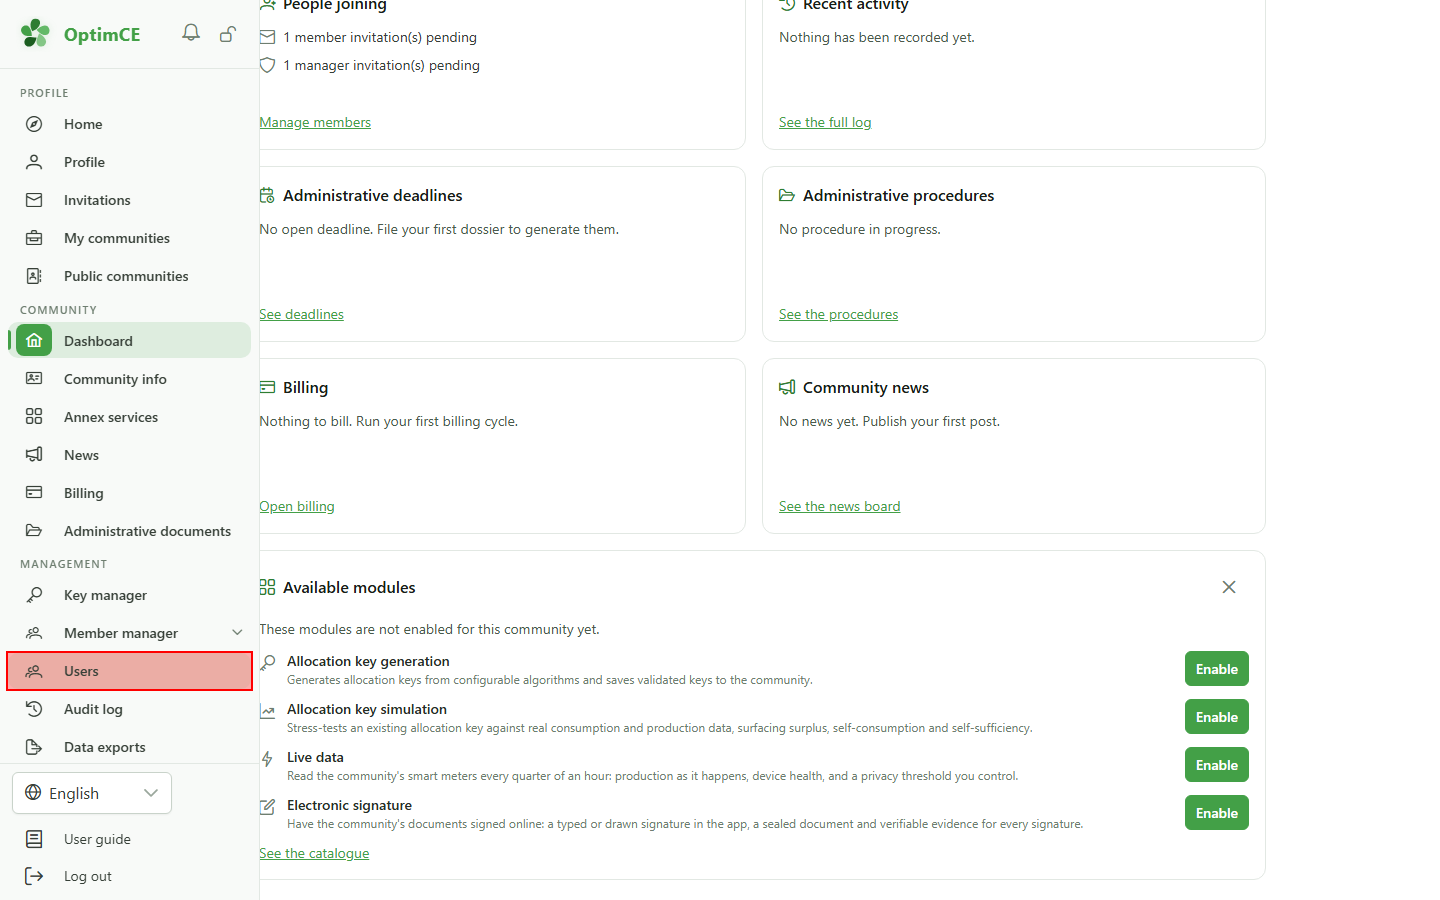 OptimCE
PROFILE
Home
Profile
Invitations
My communities
Public communities
COMMUNITY
Dashboard
Community info
Annex services
News
Billing
Administrative documents
MANAGEMENT
Key manager
Member manager
Users
Audit log
Data exports
English
User guide
Log out
People joining
1 member invitation(s) pending
1 manager invitation(s) pending
Manage members
Recent activity
Nothing has been recorded yet.
See the full log
Administrative deadlines
No open deadline. File your first dossier to generate them.
See deadlines
Administrative procedures
No procedure in progress.
See the procedures
Billing
Nothing to bill. Run your first billing cycle.
Open billing
Community news
No news yet. Publish your first post.
See the news board
Available modules
These modules are not enabled for this community yet.
Allocation key generation
Generates allocation keys from configurable algorithms and saves validated keys to the community.
Enable
Allocation key simulation
Stress-tests an existing allocation key against real consumption and production data, surfacing surplus, self-consumption and self-sufficiency.
Enable
Live data
Read the community's smart meters every quarter of an hour: production as it happens, device health, and a privacy threshold you control.
Enable
Electronic signature
Have the community's documents signed online: a typed or drawn signature in the app, a sealed document and verifiable evidence for every signature.
Enable
See the catalogue